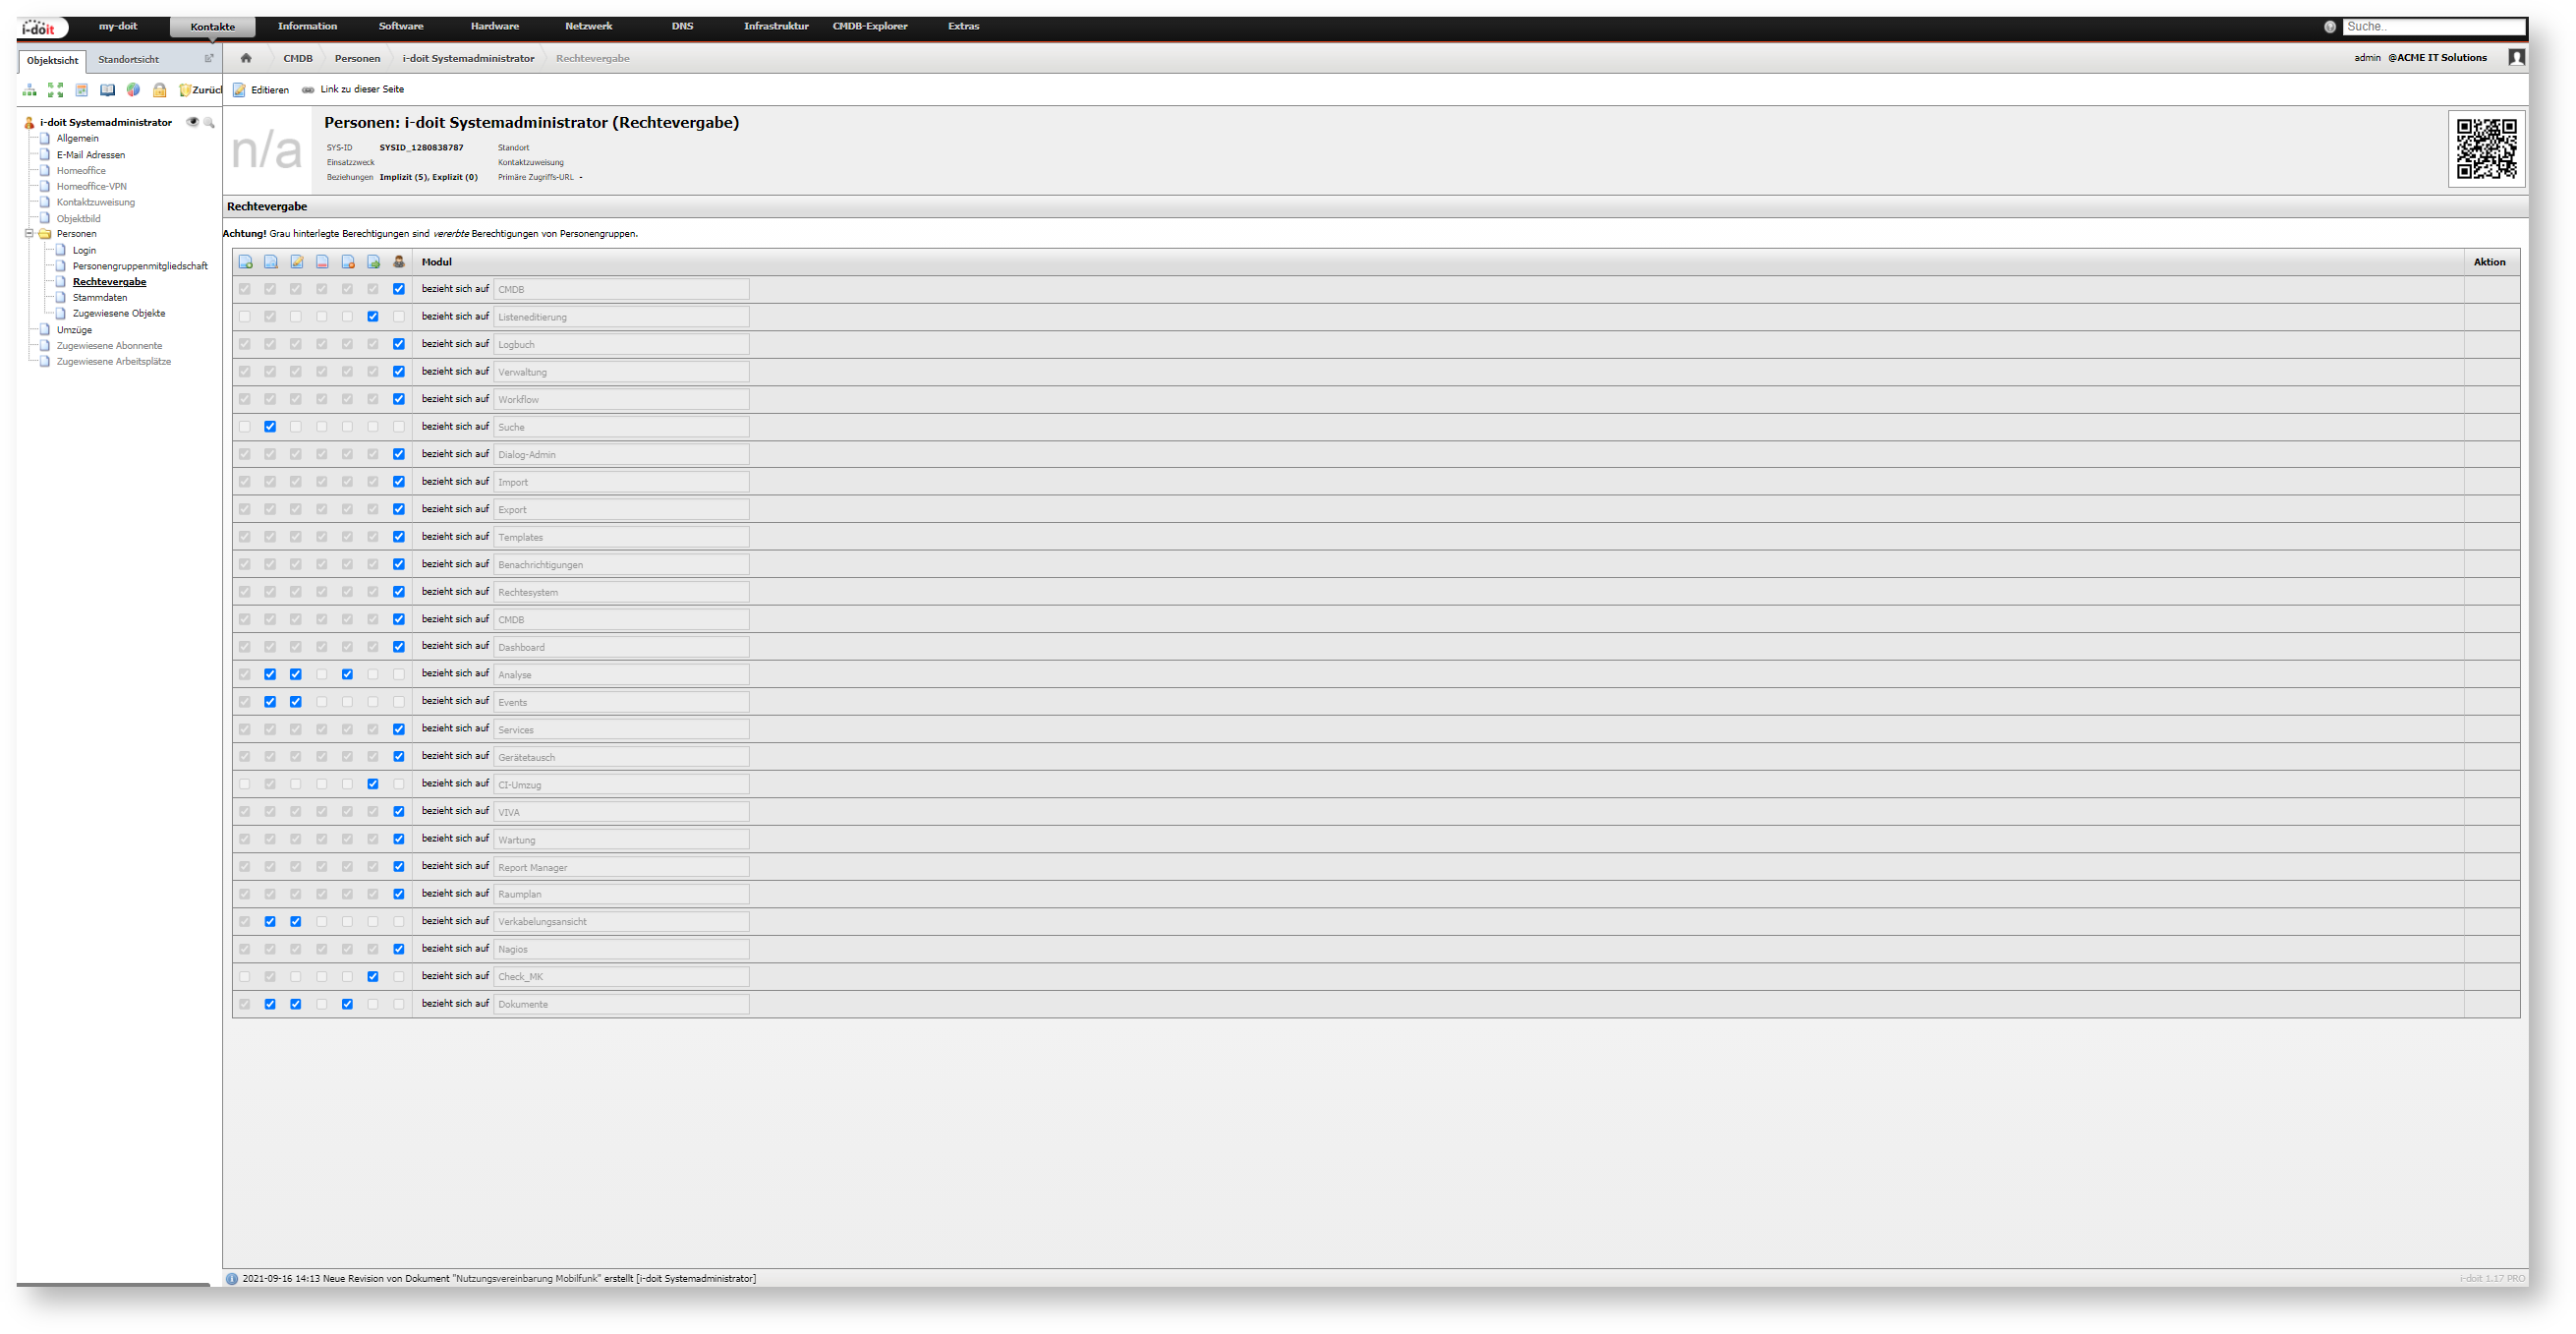 i-doit my-doit Kontakte Information Software Hardware Netzwerk DNS Infrastruktur CMDB-Explorer Extras Suche..
Objektsicht Standortsicht CMDB Personen i-doit Systemadministrator Rechtevergabe admin @ACME IT Solutions
Zurüc Editieren Link zu dieser Seite
i-doit Systemadministrator
Allgemein
E-Mail Adressen
Homeoffice
Homeoffice-VPN
Kontaktzuweisung
Objektbild
Personen
Login
Personengruppenmitgliedschaft
Rechtevergabe
Stammdaten
Zugewiesene Objekte
Umzüge
Zugewiesene Abonnente
Zugewiesene Arbeitsplätze
n/a
Personen: i-doit Systemadministrator (Rechtevergabe)
SYS-ID SYSID_1280838787 Standort
Einsatzzweck Kontaktzuweisung
Beziehungen Implizit (5), Explizit (0) Primäre Zugriffs-URL -
Rechtevergabe
Achtung! Grau hinterlegte Berechtigungen sind vererbte Berechtigungen von Personengruppen.
Modul Aktion
bezieht sich auf CMDB
bezieht sich auf Listeneditierung
bezieht sich auf Logbuch
bezieht sich auf Verwaltung
bezieht sich auf Workflow
bezieht sich auf Suche
bezieht sich auf Dialog-Admin
bezieht sich auf Import
bezieht sich auf Export
bezieht sich auf Templates
bezieht sich auf Benachrichtigungen
bezieht sich auf Rechtesystem
bezieht sich auf CMDB
bezieht sich auf Dashboard
bezieht sich auf Analyse
bezieht sich auf Events
bezieht sich auf Services
bezieht sich auf Gerätetausch
bezieht sich auf CI-Umzug
bezieht sich auf VIVA
bezieht sich auf Wartung
bezieht sich auf Report Manager
bezieht sich auf Raumplan
bezieht sich auf Verkabelungsansicht
bezieht sich auf Nagios
bezieht sich auf Check_MK
bezieht sich auf Dokumente
2021-09-16 14:13 Neue Revision von Dokument "Nutzungsvereinbarung Mobilfunk" erstellt [i-doit Systemadministrator] i-doit 1.17 PRO